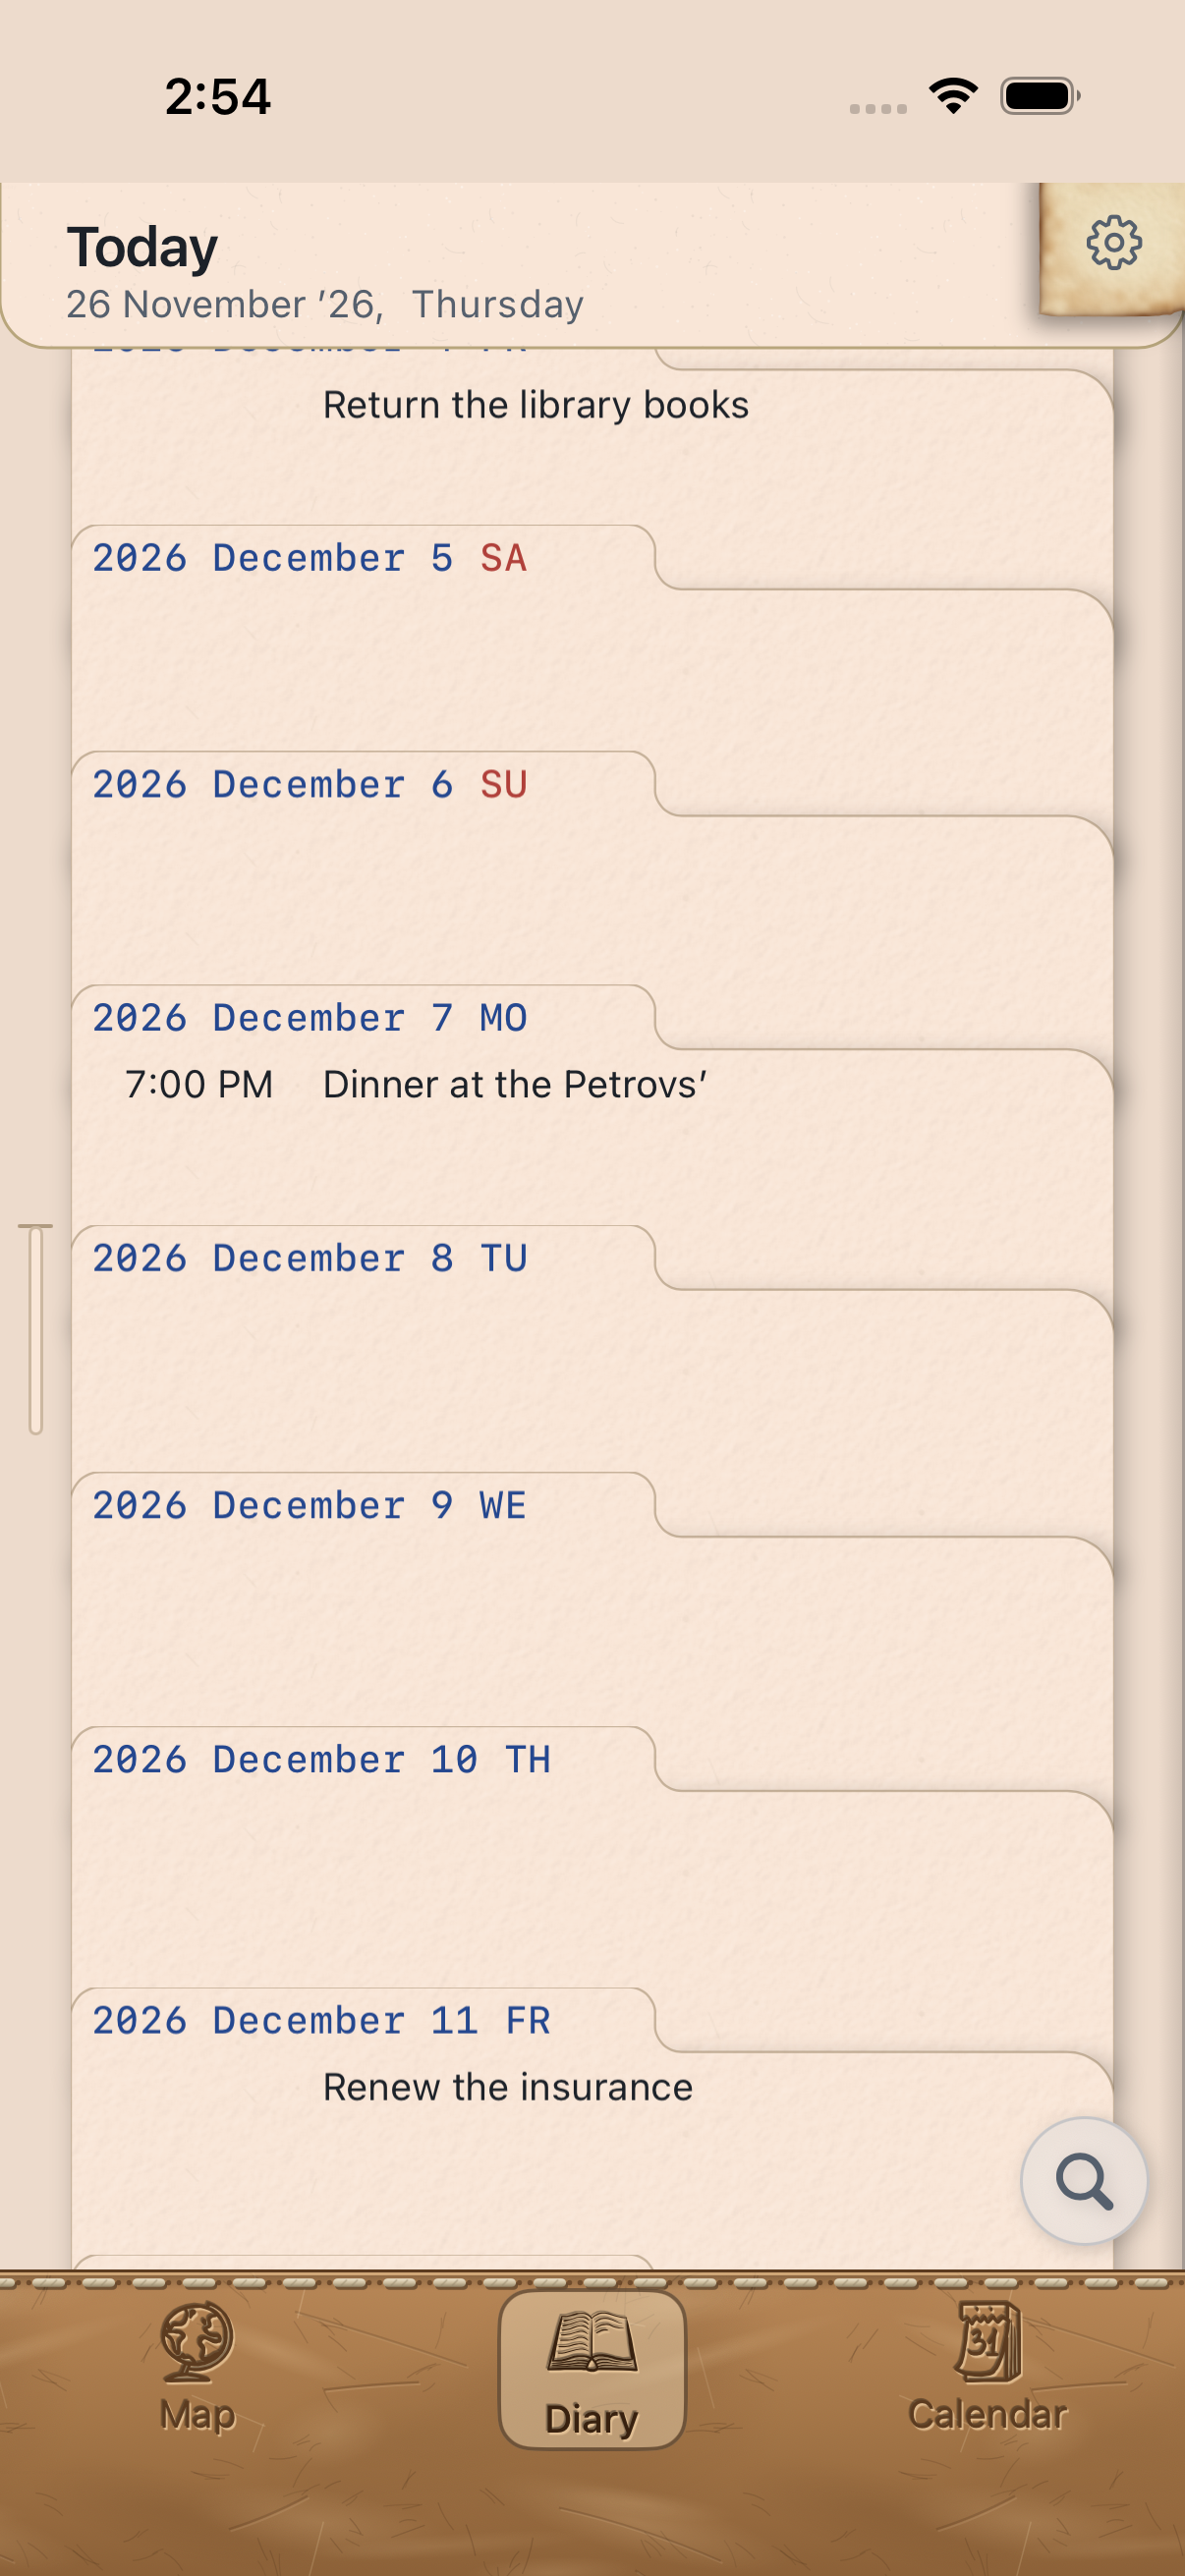 2:54
Today
26 November ’26, Thursday
Return the library books
2026 December 5 SA
2026 December 6 SU
2026 December 7 MO
7:00 PM Dinner at the Petrovs’
2026 December 8 TU
2026 December 9 WE
2026 December 10 TH
2026 December 11 FR
Renew the insurance
31
Map
Diary
Calendar